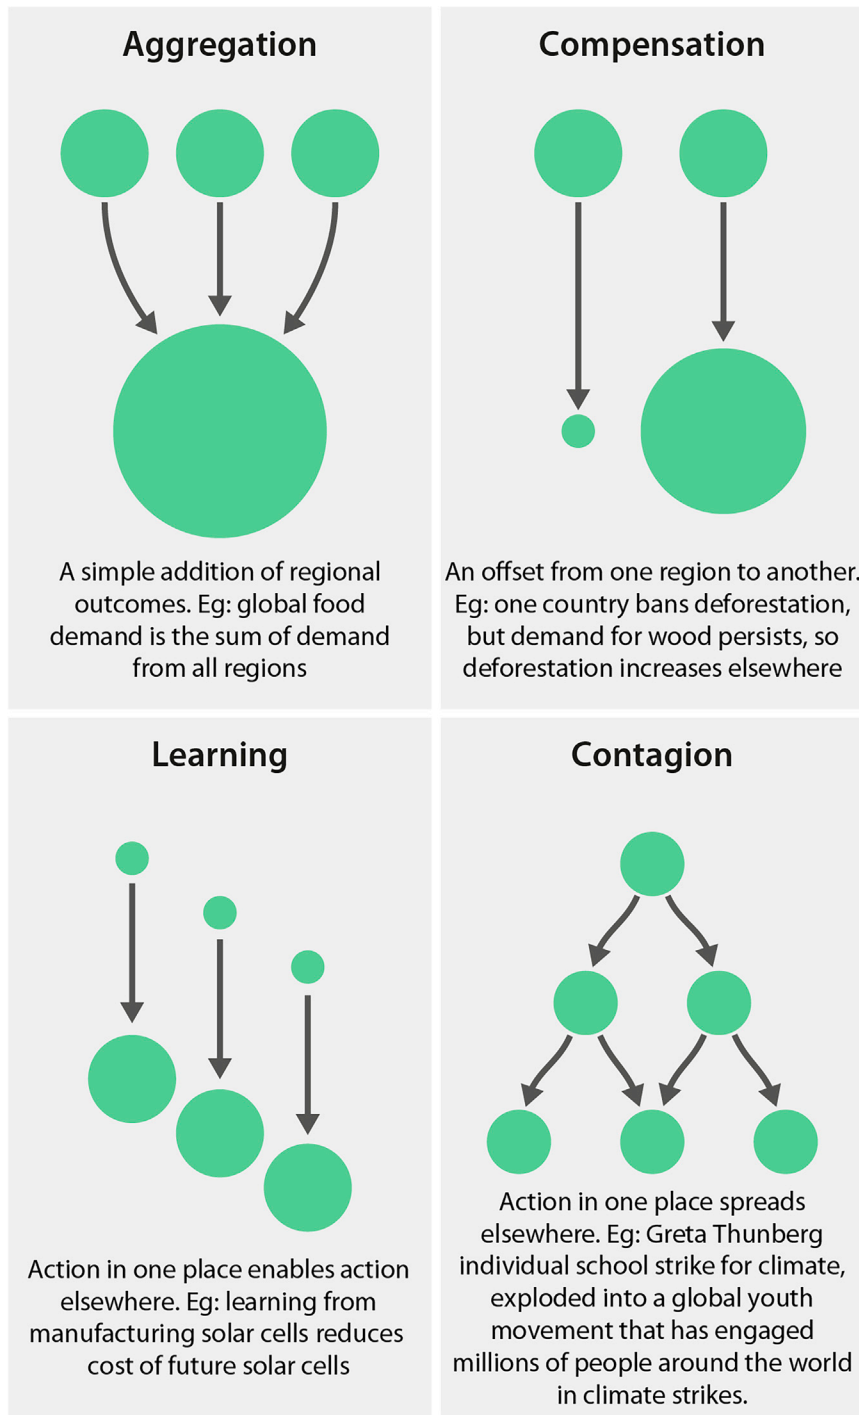 Aggregation
A simple addition of regional
outcomes. Eg: global food
demand is the sum of demand
from all regions
Compensation
An offset from one region to another.
Eg: one country bans deforestation,
but demand for wood persists, so
deforestation increases elsewhere
Learning
Action in one place enables action
elsewhere. Eg: learning from
manufacturing solar cells reduces
cost of future solar cells
Contagion
Action in one place spreads
elsewhere. Eg: Greta Thunberg
individual school strike for climate,
exploded into a global youth
movement that has engaged
millions of people around the world
in climate strikes.